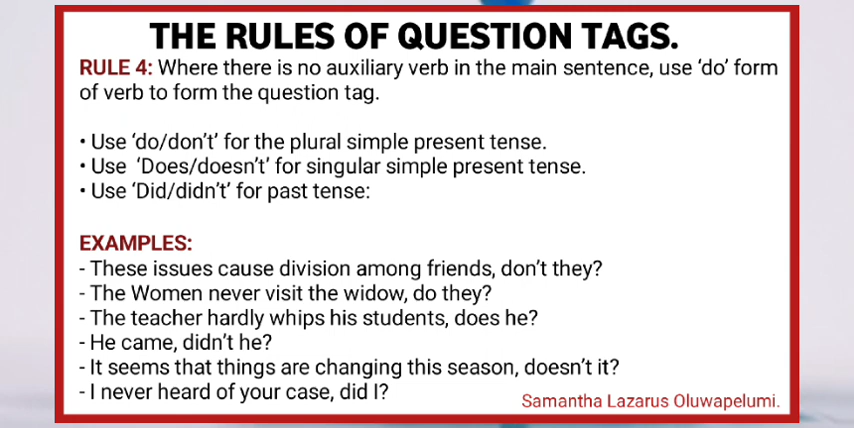 THE RULES OF QUESTION TAGS.
RULE 4: Where there is no auxiliary verb in the main sentence, use ‘do’ form
of verb to form the question tag.
• Use ‘do/don’t’ for the plural simple present tense.
• Use ‘Does/doesn’t’ for singular simple present tense.
• Use ‘Did/didn’t’ for past tense:
EXAMPLES:
- These issues cause division among friends, don’t they?
- The Women never visit the widow, do they?
- The teacher hardly whips his students, does he?
- He came, didn’t he?
- It seems that things are changing this season, doesn’t it?
- I never heard of your case, did I?
Samantha Lazarus Oluwapelumi.